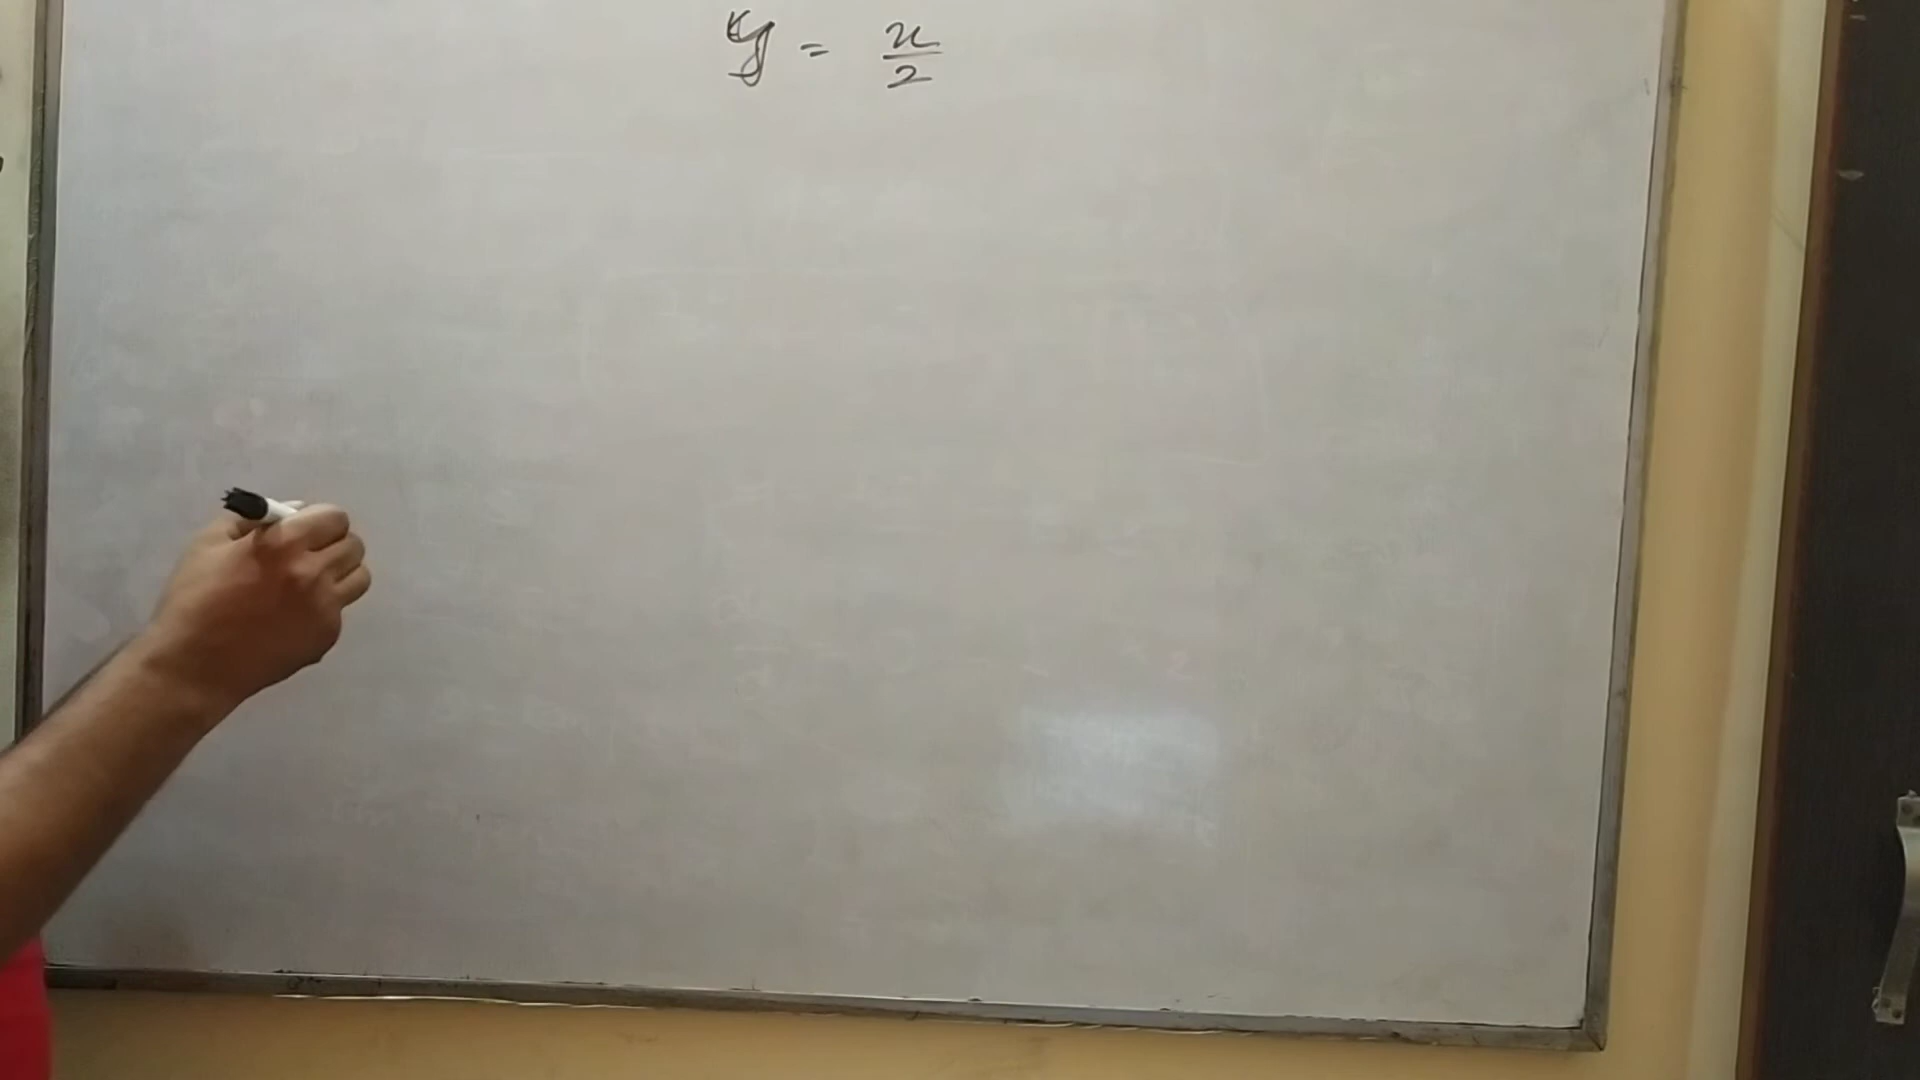 y = x/2